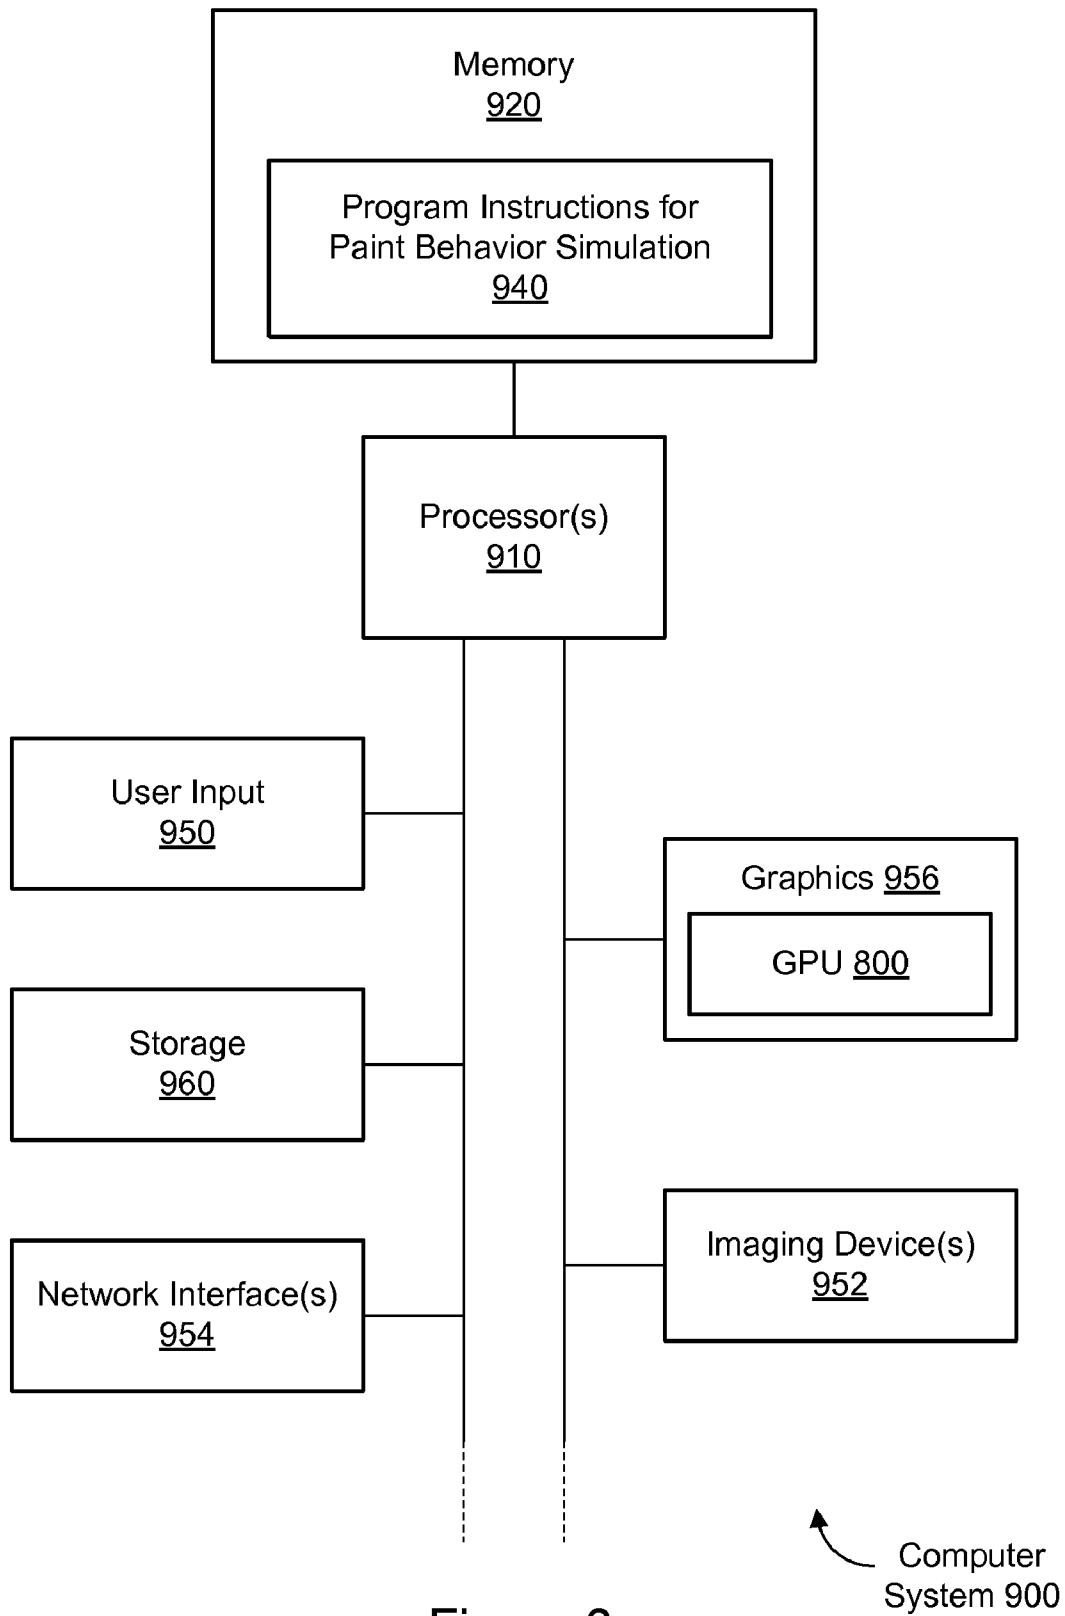 Memory
920
Program Instructions for
Paint Behavior Simulation
940
Processor(s)
910
User Input
950
Graphics 956
GPU 800
Storage
960
Imaging Device(s)
952
Network Interface(s)
954
Computer
System 900
Figure